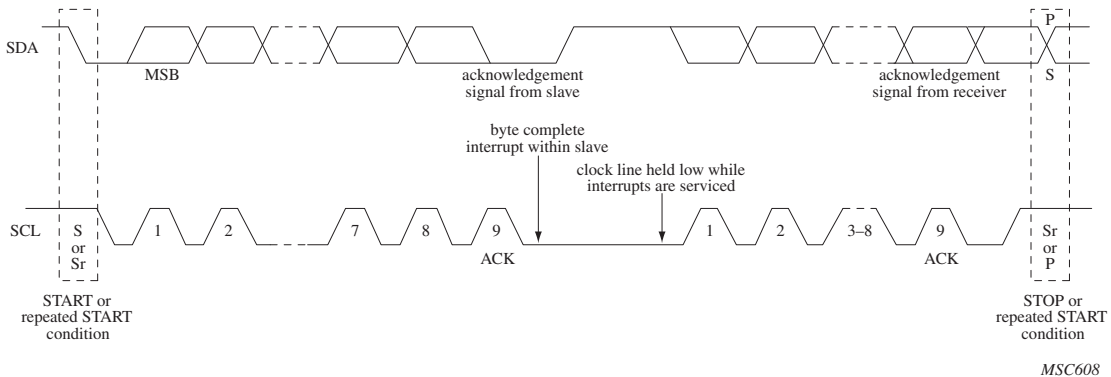 P
SDA
MSB
acknowledgement
signal from slave
acknowledgement
signal from receiver
S
byte complete
interrupt within slave
clock line held low while
interrupts are serviced
SCL
S
or
Sr
1
2
7
8
9
1
2
3–8
9
Sr
or
P
ACK
ACK
START or
repeated START
condition
STOP or
repeated START
condition
MSC608